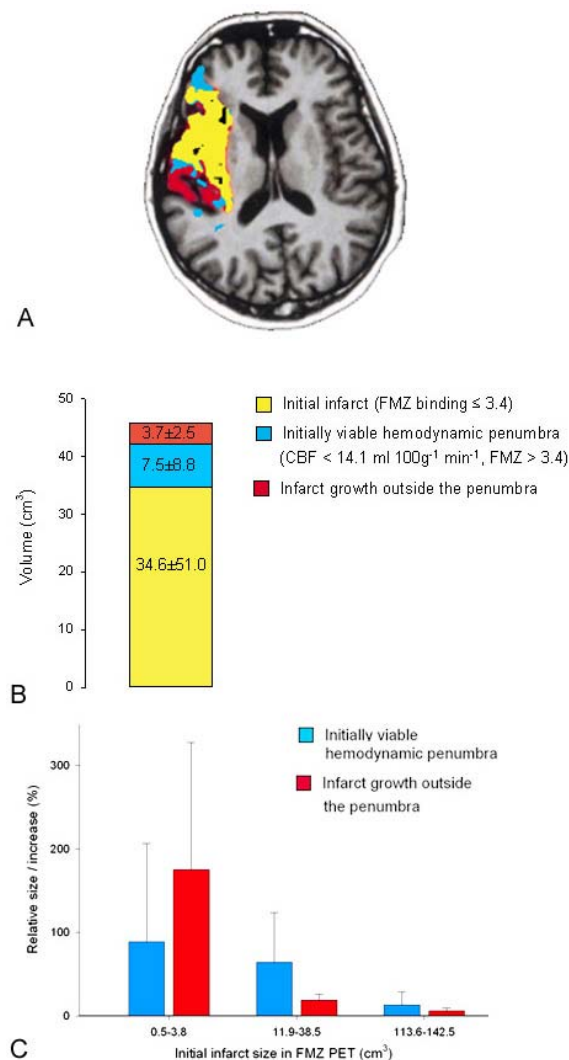 A
50
40
30
20
10
0
Volume (cm³)
3.7±2.5
7.5±8.8
34.6±51.0
Initial infarct (FMZ binding ≤ 3.4)
Initially viable hemodynamic penumbra
(CBF < 14.1 ml 100g⁻¹ min⁻¹, FMZ > 3.4)
Infarct growth outside the penumbra
B
Initially viable
hemodynamic penumbra
Infarct growth outside
the penumbra
300
200
100
0
Relative size / increase (%)
0.5-3.8
11.9-38.5
113.6-142.5
Initial infarct size in FMZ PET (cm³)
C